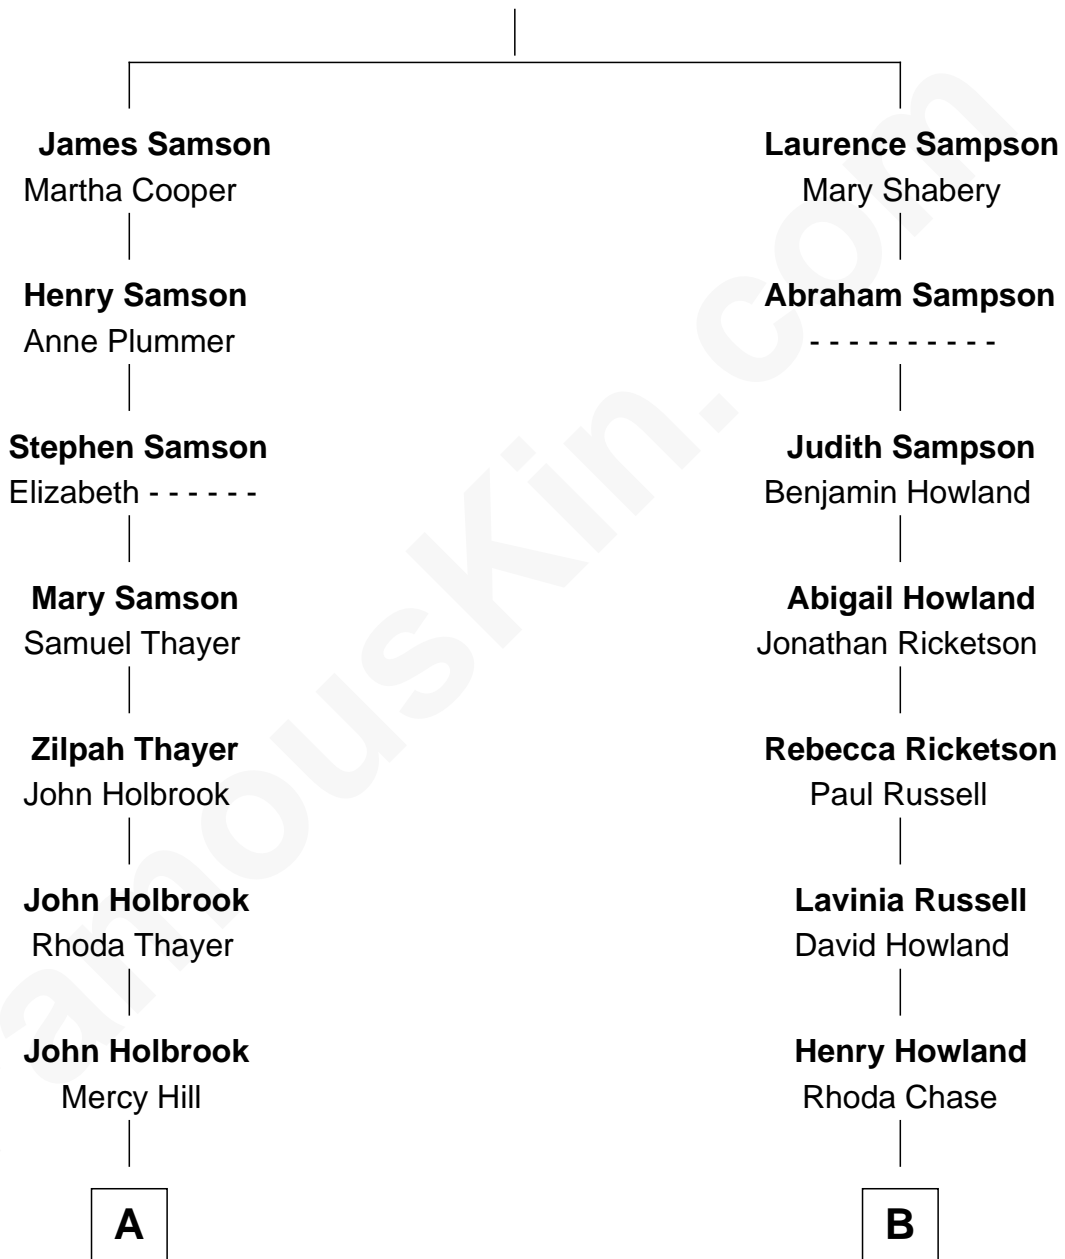 James Samson
Martha Cooper
Laurence Sampson
Mary Shabery
Henry Samson
Anne Plummer
Abraham Sampson
- - - - - - - - - -
Stephen Samson
Elizabeth - - - - - -
Judith Sampson
Benjamin Howland
Mary Samson
Samuel Thayer
Abigail Howland
Jonathan Ricketson
Zilpah Thayer
John Holbrook
Rebecca Ricketson
Paul Russell
John Holbrook
Rhoda Thayer
Lavinia Russell
David Howland
John Holbrook
Mercy Hill
Henry Howland
Rhoda Chase
A
B
amousKin.com